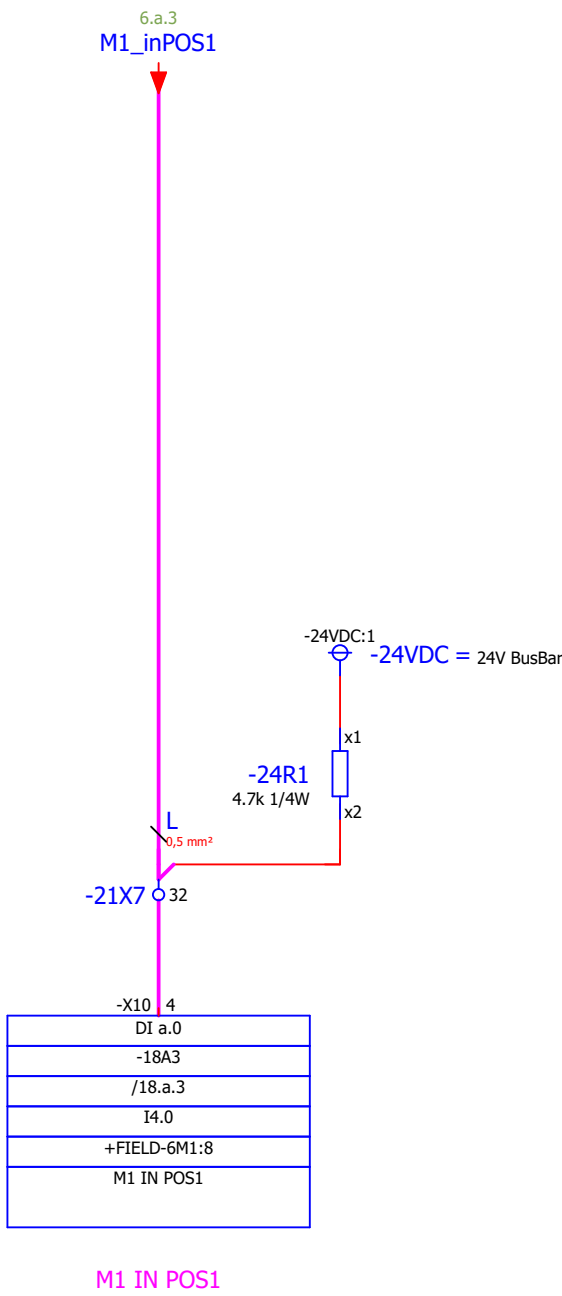 6.a.3
M1_inPOS1
-24VDC:1
-24VDC = 24V BusBar
x1
-24R1
4.7k 1/4W
x2
L
0,5 mm²
-21X7 32
-X10 4
DI a.0
-18A3
/18.a.3
I4.0
+FIELD-6M1:8
M1 IN POS1
M1 IN POS1